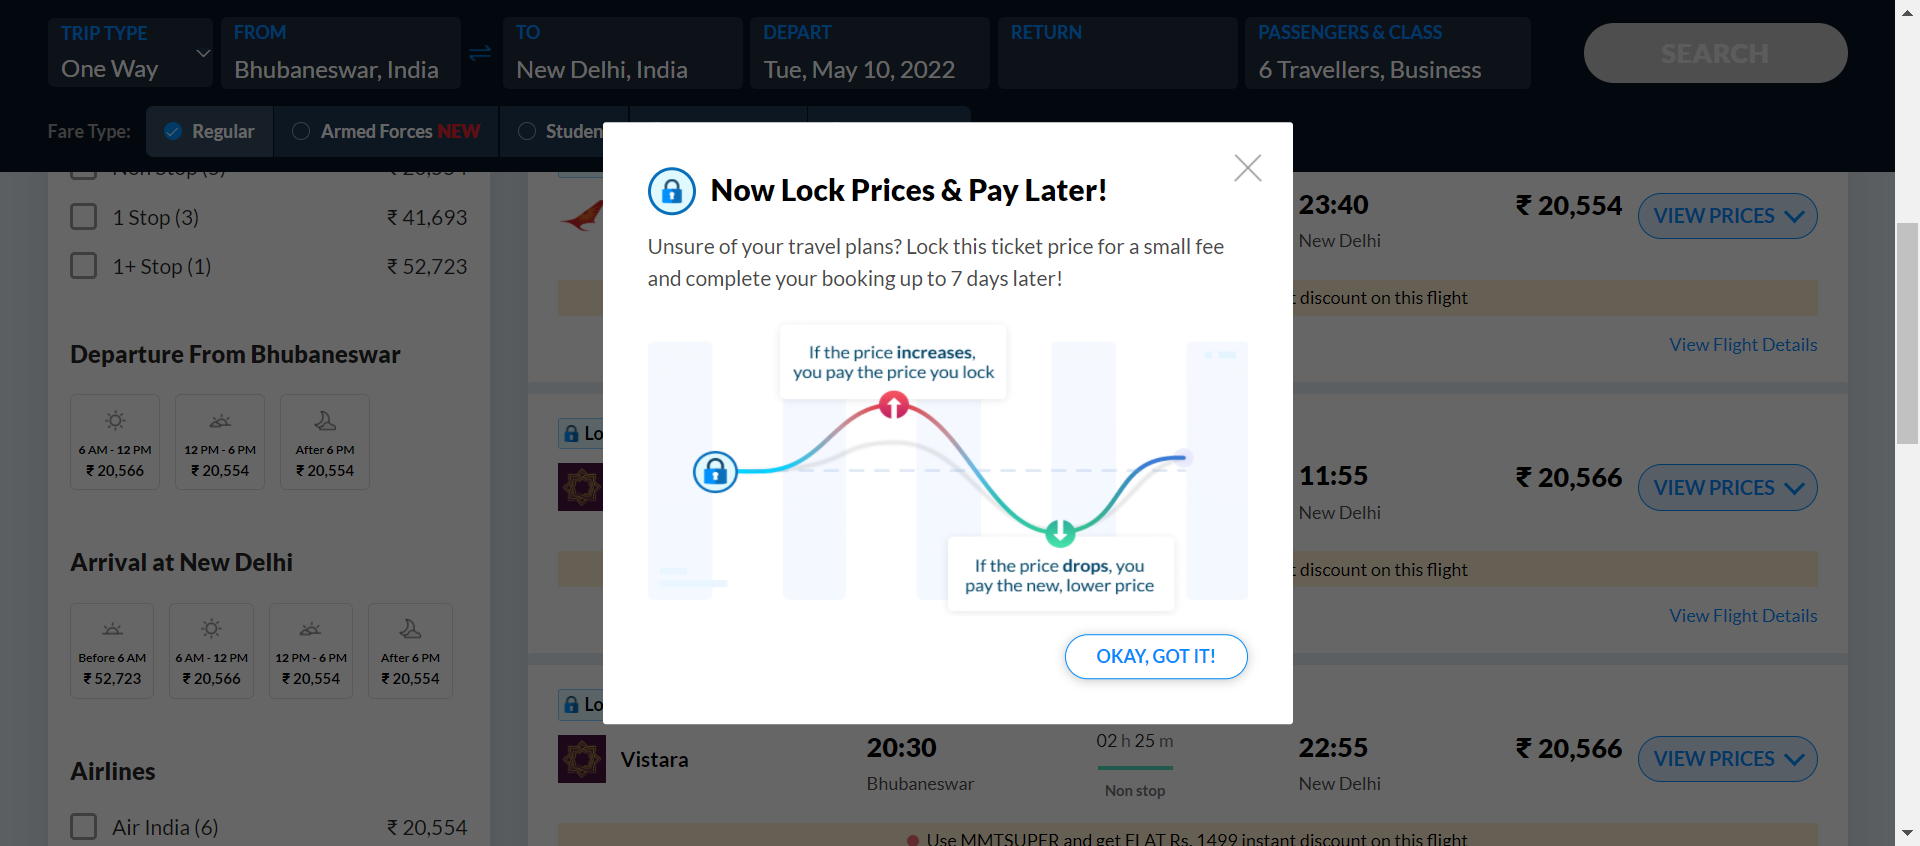 TRIP TYPE
One Way
FROM
Bhubaneswar, India
TO
New Delhi, India
DEPART
Tue, May 10, 2022
RETURN
PASSENGERS & CLASS
6 Travellers, Business
SEARCH
Fare Type:
Regular
Armed Forces NEW
1 Stop (3)
₹ 41,693
1+ Stop (1)
₹ 52,723
Departure From Bhubaneswar
6 AM - 12 PM
₹ 20,566
12 PM - 6 PM
₹ 20,554
After 6 PM
₹ 20,554
Arrival at New Delhi
Before 6 AM
₹ 52,723
6 AM - 12 PM
₹ 20,566
12 PM - 6 PM
₹ 20,554
After 6 PM
₹ 20,554
Airlines
Air India (6)
₹ 20,554
Now Lock Prices & Pay Later!
Unsure of your travel plans? Lock this ticket price for a small fee
and complete your booking up to 7 days later!
If the price increases,
you pay the price you lock
If the price drops, you
pay the new, lower price
OKAY, GOT IT!
23:40
New Delhi
₹ 20,554
VIEW PRICES
discount on this flight
View Flight Details
11:55
New Delhi
₹ 20,566
VIEW PRICES
discount on this flight
View Flight Details
Vistara
20:30
Bhubaneswar
02 h 25 m
Non stop
22:55
New Delhi
₹ 20,566
VIEW PRICES
Use MMTSUPER and get FLAT Rs. 1499 instant discount on this flight